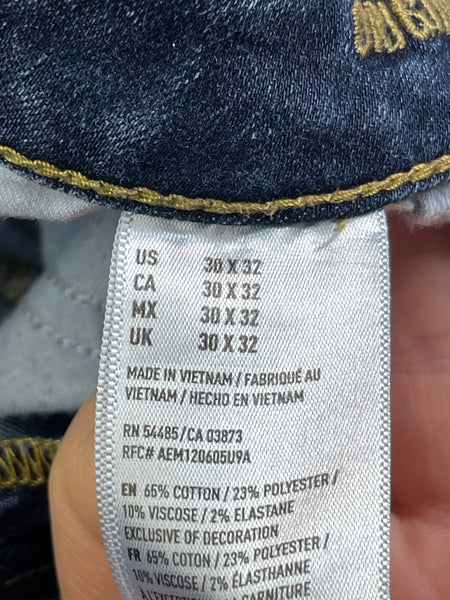 US 30 X 32
CA 30 X 32
MX 30 X 32
UK 30 X 32
MADE IN VIETNAM / FABRIQUÉ AU
VIETNAM / HECHO EN VIETNAM
RN 54485/CA 03873
RFC# AEM120605U9A
EN 65% COTTON / 23% POLYESTER /
10% VISCOSE / 2% ELASTANE
EXCLUSIVE OF DECORATION
FR 65% COTON / 23% POLYESTER /
10% VISCOSE / 2% ÉLASTHANNE